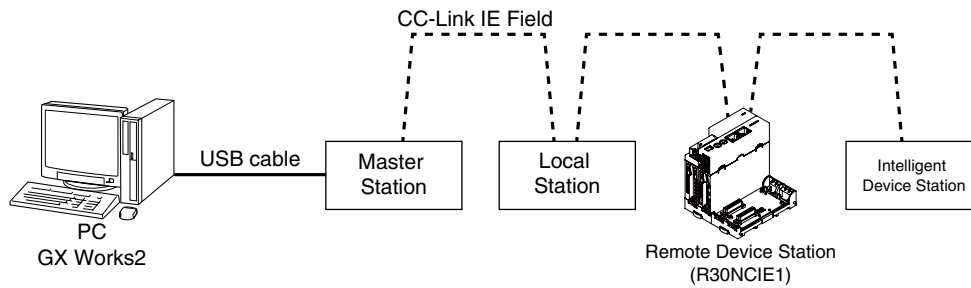 CC-Link IE Field
USB cable
Master
Station
Local
Station
Intelligent
Device Station
PC
GX Works2
Remote Device Station
(R30NCIE1)